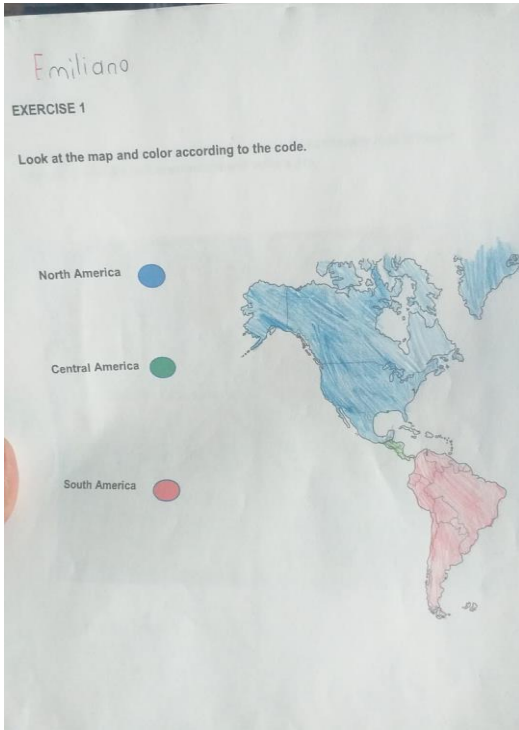 Emiliano
EXERCISE 1
Look at the map and color according to the code.
North America
Central America
South America